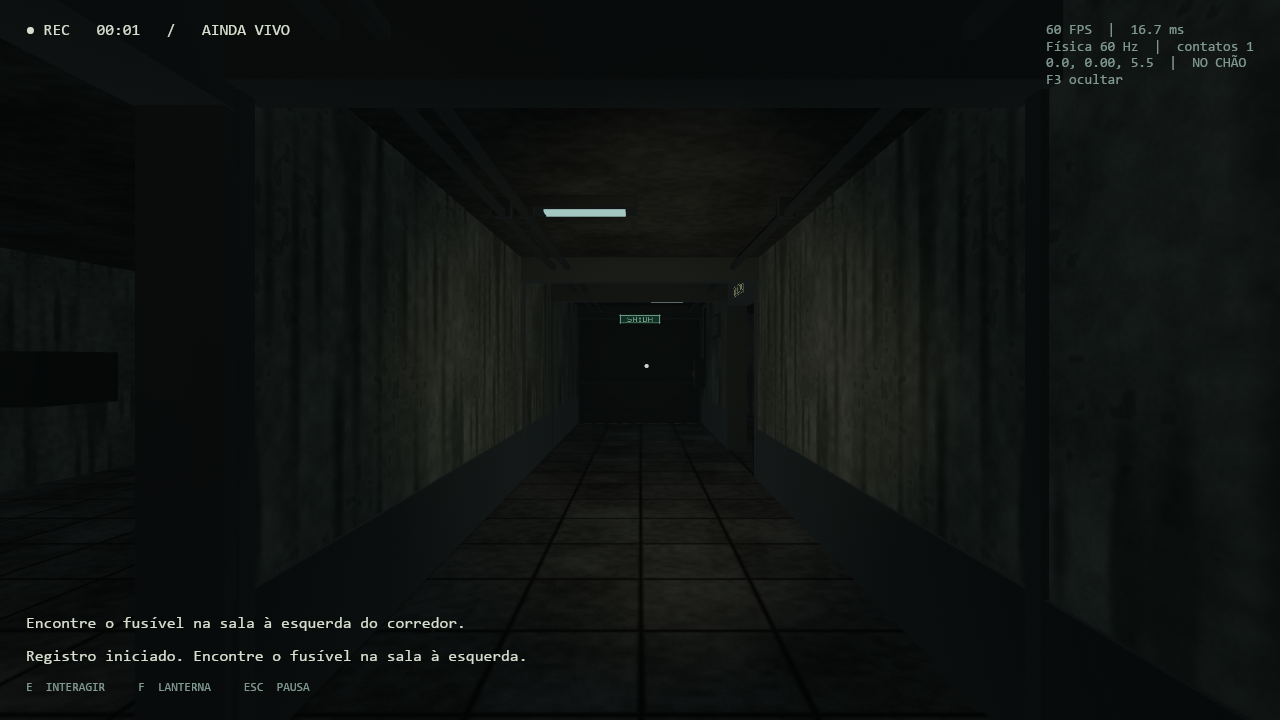 ● REC 00:01 / AINDA VIVO
60 FPS | 16.7 ms
Física 60 Hz | contatos 1
0.0, 0.00, 5.5 | NO CHÃO
F3 ocultar
SAÍDA
Encontre o fusível na sala à esquerda do corredor.
Registro iniciado. Encontre o fusível na sala à esquerda.
E INTERAGIR F LANTERNA ESC PAUSA